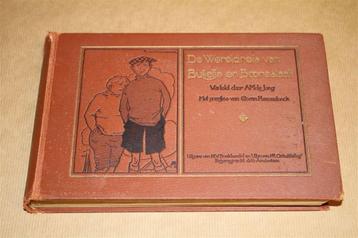 De Wereldreis van
Bulletje en Bonestaak
Verteld door A.M. de Jong
Met prentjes van George van Raemdonck
Uitgave van N.V. Boekhandel en Uitgeverij Ontwikkeling
Amsterdam